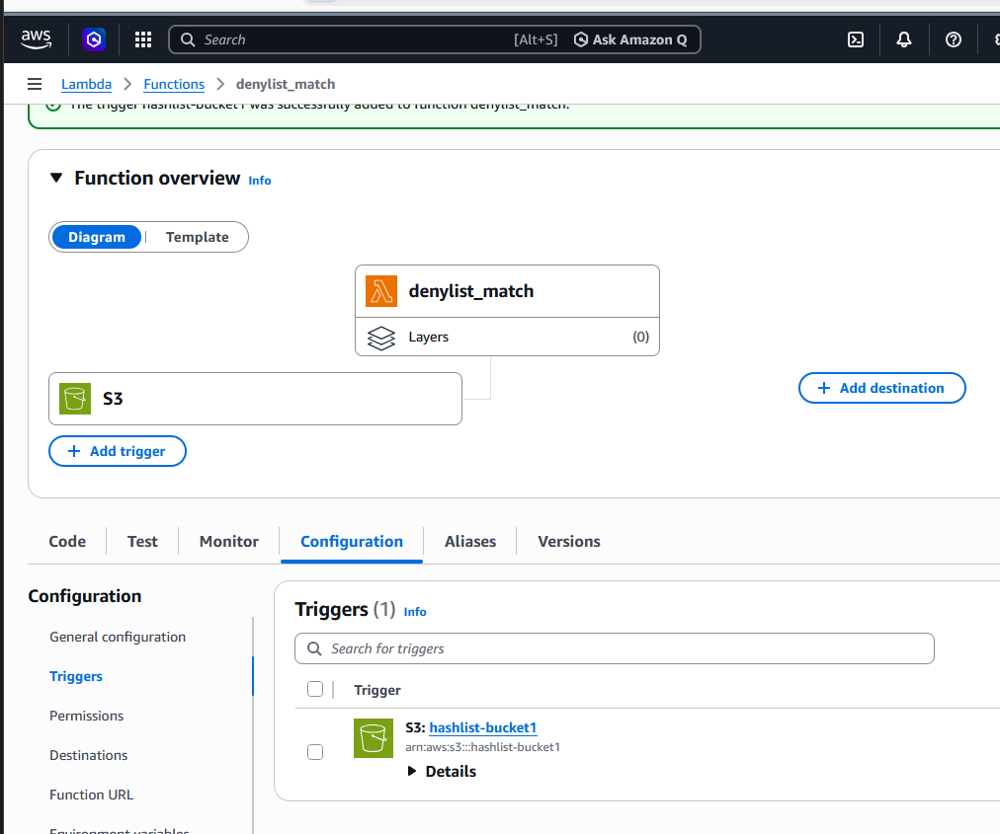 aws
Search [Alt+S] Ask Amazon Q
Lambda Functions denylist_match
The trigger hashlist-bucket1 was successfully added to function denylist_match.
Function overview Info
Diagram Template
denylist_match
Layers (0)
S3
+ Add destination
+ Add trigger
Code Test Monitor Configuration Aliases Versions
Configuration
General configuration
Triggers
Permissions
Destinations
Function URL
Environment variables
Triggers (1) Info
Search for triggers
Trigger
S3: hashlist-bucket1
arn:aws:s3:::hashlist-bucket1
Details